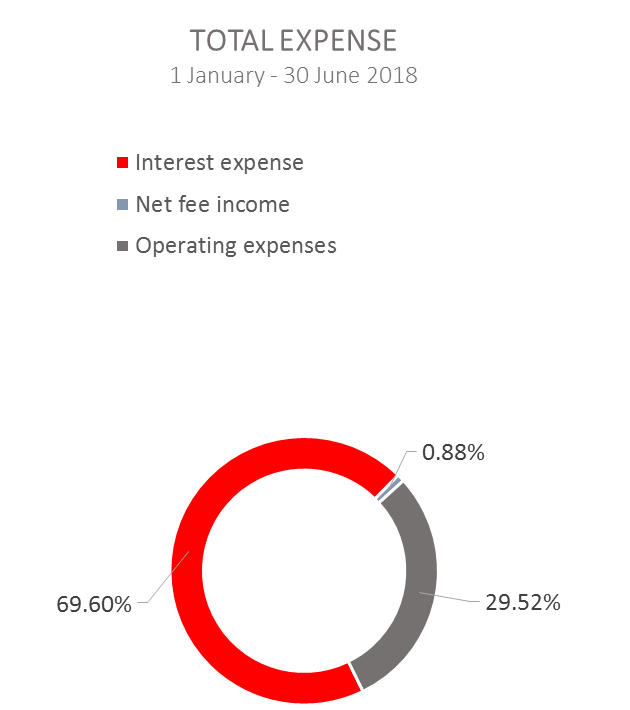 TOTAL EXPENSE
1 January - 30 June 2018
Interest expense
Net fee income
Operating expenses
0.88%
29.52%
69.60%